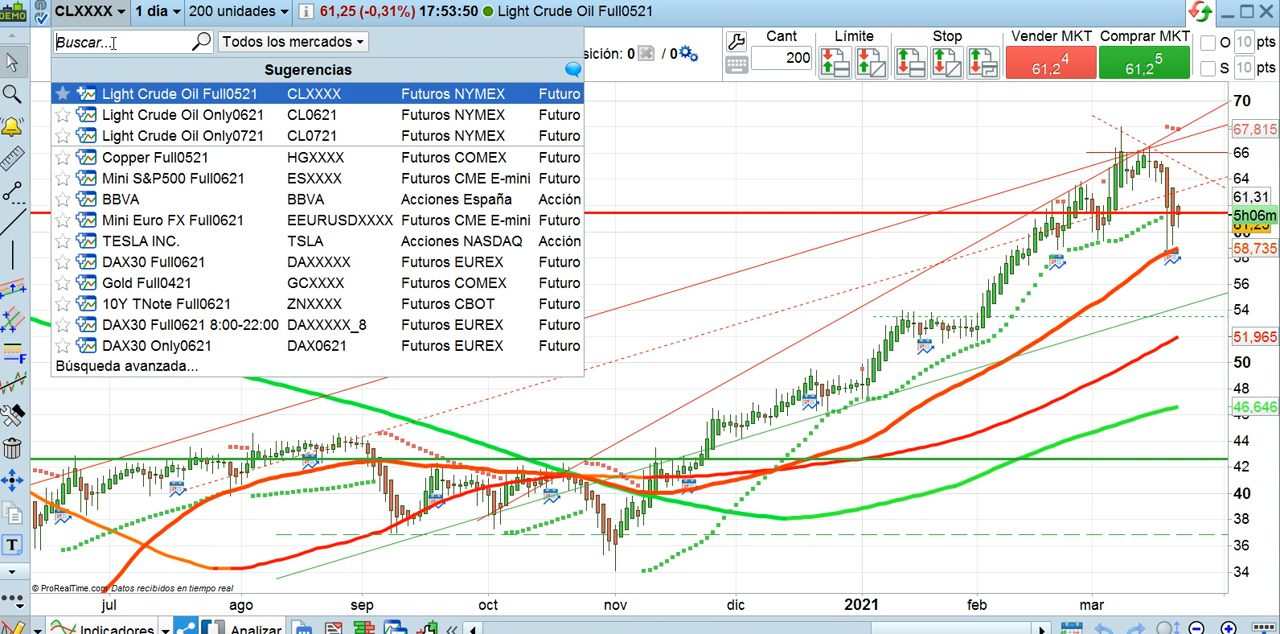 DEMO CLXXXX 1 día 200 unidades 61,25 (-0,31%) 17:53:50 Light Crude Oil Full0521
Buscar... Todos los mercados
sición: 0 / 0
Cant Límite Stop Vender MKT Comprar MKT
200 61,2 4 61,2 5
O 10 pts
S 10 pts
Sugerencias
Light Crude Oil Full0521 CLXXXX Futuros NYMEX Futuro
Light Crude Oil Only0621 CL0621 Futuros NYMEX Futuro
Light Crude Oil Only0721 CL0721 Futuros NYMEX Futuro
Copper Full0521 HGXXXX Futuros COMEX Futuro
Mini S&P500 Full0621 ESXXXX Futuros CME E-mini Futuro
BBVA BBVA Acciones España Acción
Mini Euro FX Full0621 EEURUSDXXXX Futuros CME E-mini Futuro
TESLA INC. TSLA Acciones NASDAQ Acción
DAX30 Full0621 DAXXXXX Futuros EUREX Futuro
Gold Full0421 GCXXXX Futuros COMEX Futuro
10Y TNote Full0621 ZNXXXX Futuros CBOT Futuro
DAX30 Full0621 8:00-22:00 DAXXXXX_8 Futuros EUREX Futuro
DAX30 Only0621 DAX0621 Futuros EUREX Futuro
Búsqueda avanzada...
70
67,815
66
64
61,31
5h06m
61,25
58,735
56
54
51,965
50
48
46,646
44
42
40
38
36
34
© ProRealTime.com Datos recibidos en tiempo real
jul ago sep oct nov dic 2021 feb mar
Indicadores Analizar